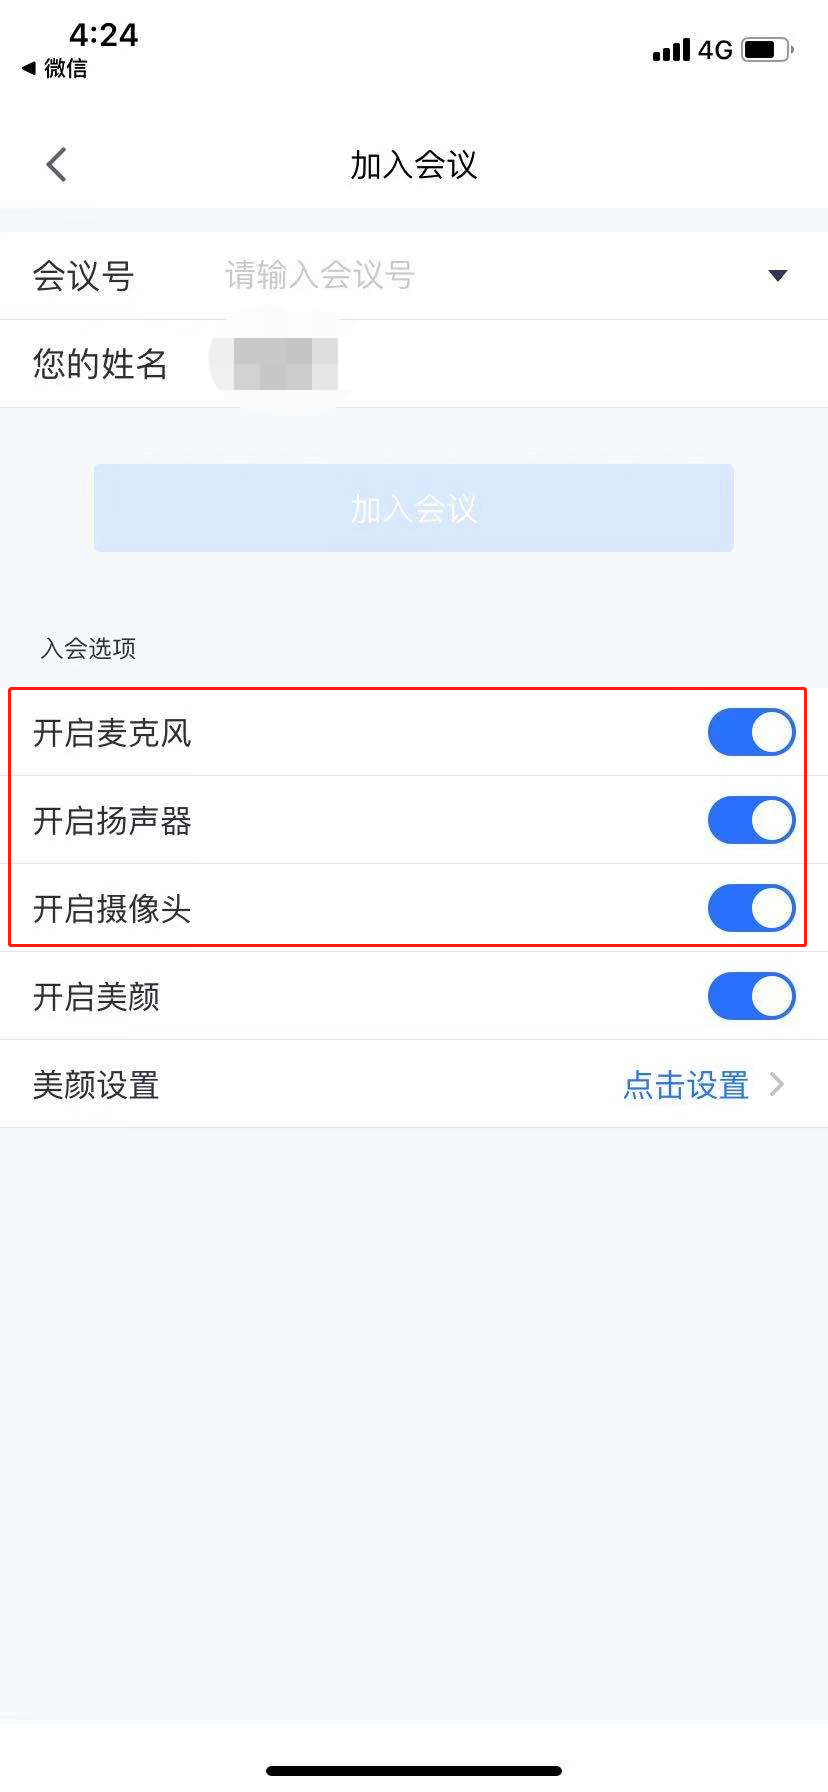 4:24
4G
◀ 微信
加入会议
会议号 请输入会议号
您的姓名
加入会议
入会选项
开启麦克风
开启扬声器
开启摄像头
开启美颜
美颜设置 点击设置